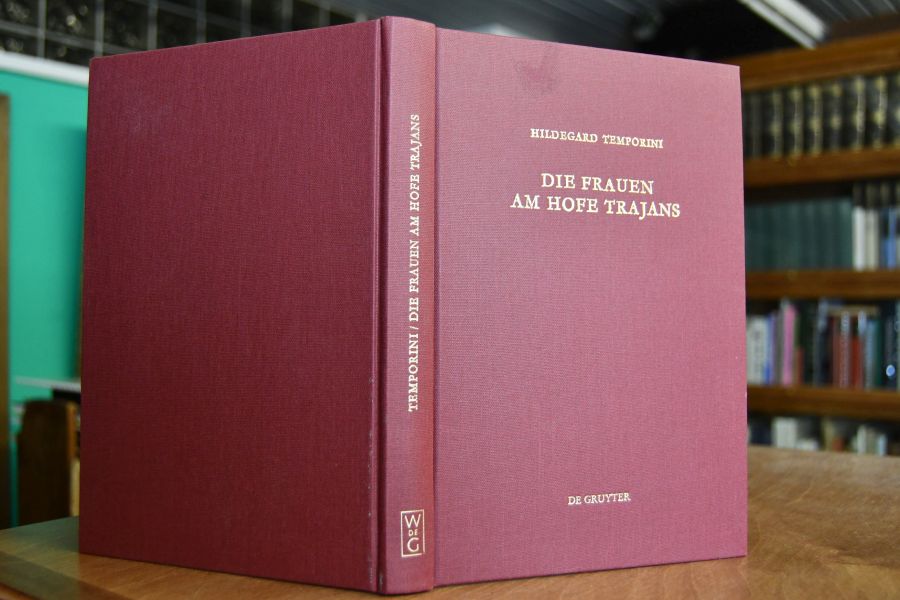 TEMPORINI / DIE FRAUEN AM HOFE TRAJANS
W
DE
G
HILDEGARD TEMPORINI
DIE FRAUEN
AM HOFE TRAJANS
DE GRUYTER